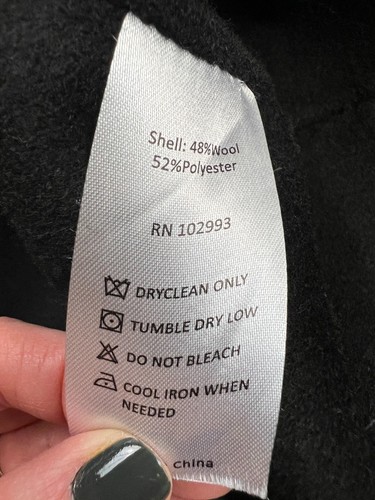 Shell: 48%Wool
52%Polyester
RN 102993
DRYCLEAN ONLY
TUMBLE DRY LOW
DO NOT BLEACH
COOL IRON WHEN
NEEDED
China